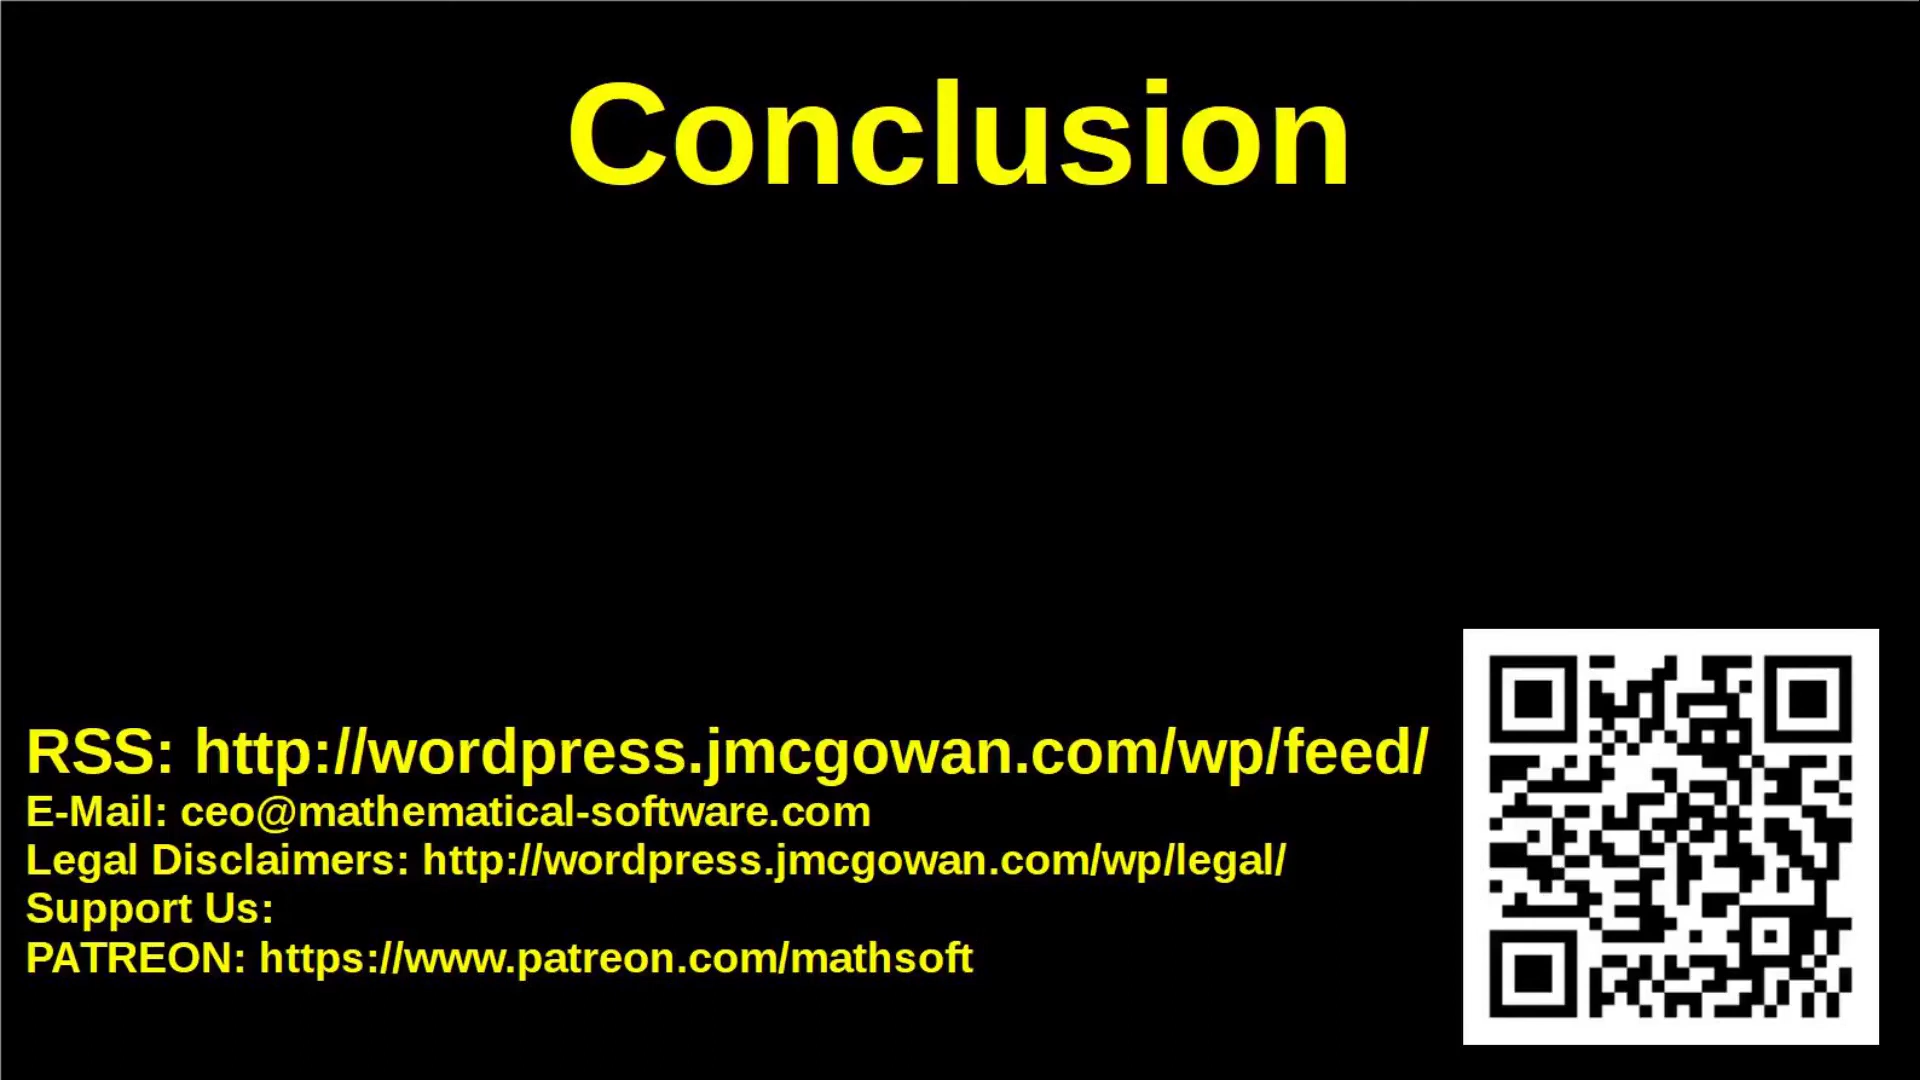 Conclusion
RSS: http://wordpress.jmcgowan.com/wp/feed/
E-Mail: ceo@mathematical-software.com
Legal Disclaimers: http://wordpress.jmcgowan.com/wp/legal/
Support Us:
PATREON: https://www.patreon.com/mathsoft